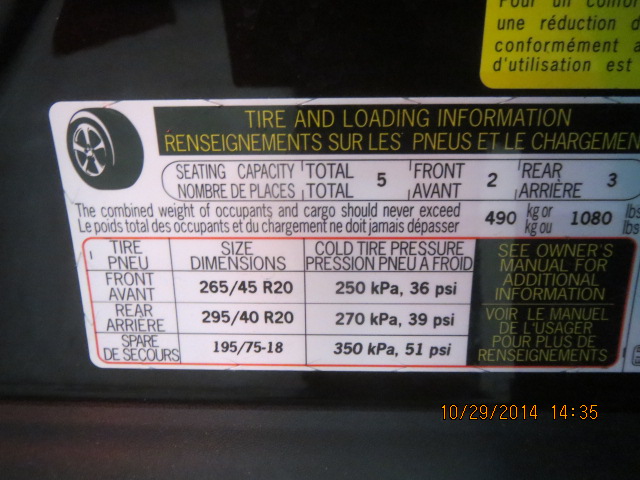 Pour un confor
une réduction d
conformément a
d'utilisation est
TIRE AND LOADING INFORMATION
RENSEIGNEMENTS SUR LES PNEUS ET LE CHARGEMEN
SEATING CAPACITY TOTAL 5 FRONT 2 REAR 3
NOMBRE DE PLACES TOTAL AVANT ARRIÈRE
The combined weight of occupants and cargo should never exceed 490 kg or 1080 lbs
Le poids total des occupants et du chargement ne doit jamais dépasser kg ou lbs
TIRE SIZE COLD TIRE PRESSURE
PNEU DIMENSIONS PRESSION PNEU A FROID
FRONT
AVANT 265/45 R20 250 kPa, 36 psi
REAR
ARRIÈRE 295/40 R20 270 kPa, 39 psi
SPARE
DE SECOURS 195/75-18 350 kPa, 51 psi
SEE OWNER'S
MANUAL FOR
ADDITIONAL
INFORMATION
VOIR LE MANUEL
DE L'USAGER
POUR PLUS DE
RENSEIGNEMENTS
10/29/2014 14:35